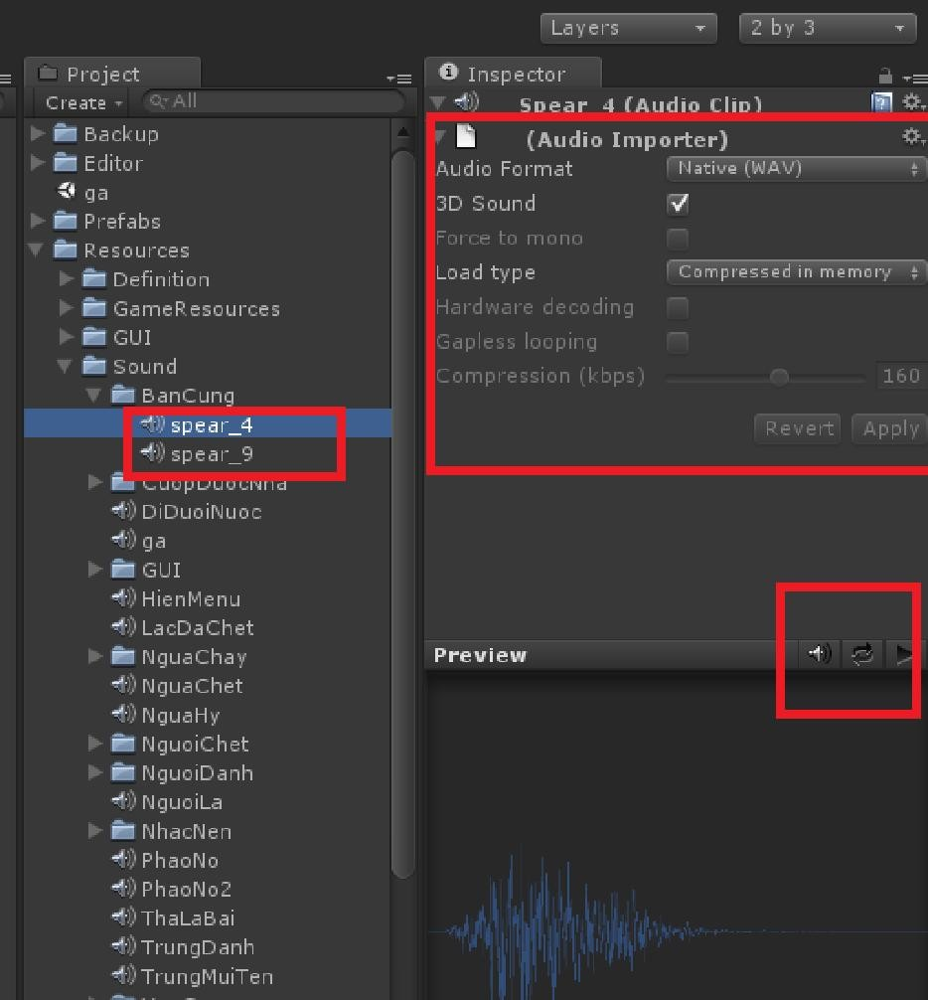 Layers
2 by 3
Project
Create
All
Backup
Editor
ga
Prefabs
Resources
Definition
GameResources
GUI
Sound
BanCung
spear_4
spear_9
CuopDuocNha
DiDuoiNuoc
ga
GUI
HienMenu
LacDaChet
NguaChay
NguaChet
NguaHy
NguoiChet
NguoiDanh
NguoiLa
NhacNen
PhaoNo
PhaoNo2
ThaLaBai
TrungDanh
TrungMuiTen
Inspector
Spear_4 (Audio Clip)
(Audio Importer)
Audio Format
Native (WAV)
3D Sound
Force to mono
Load type
Compressed in memory
Hardware decoding
Gapless looping
Compression (kbps)
160
Revert
Apply
Preview